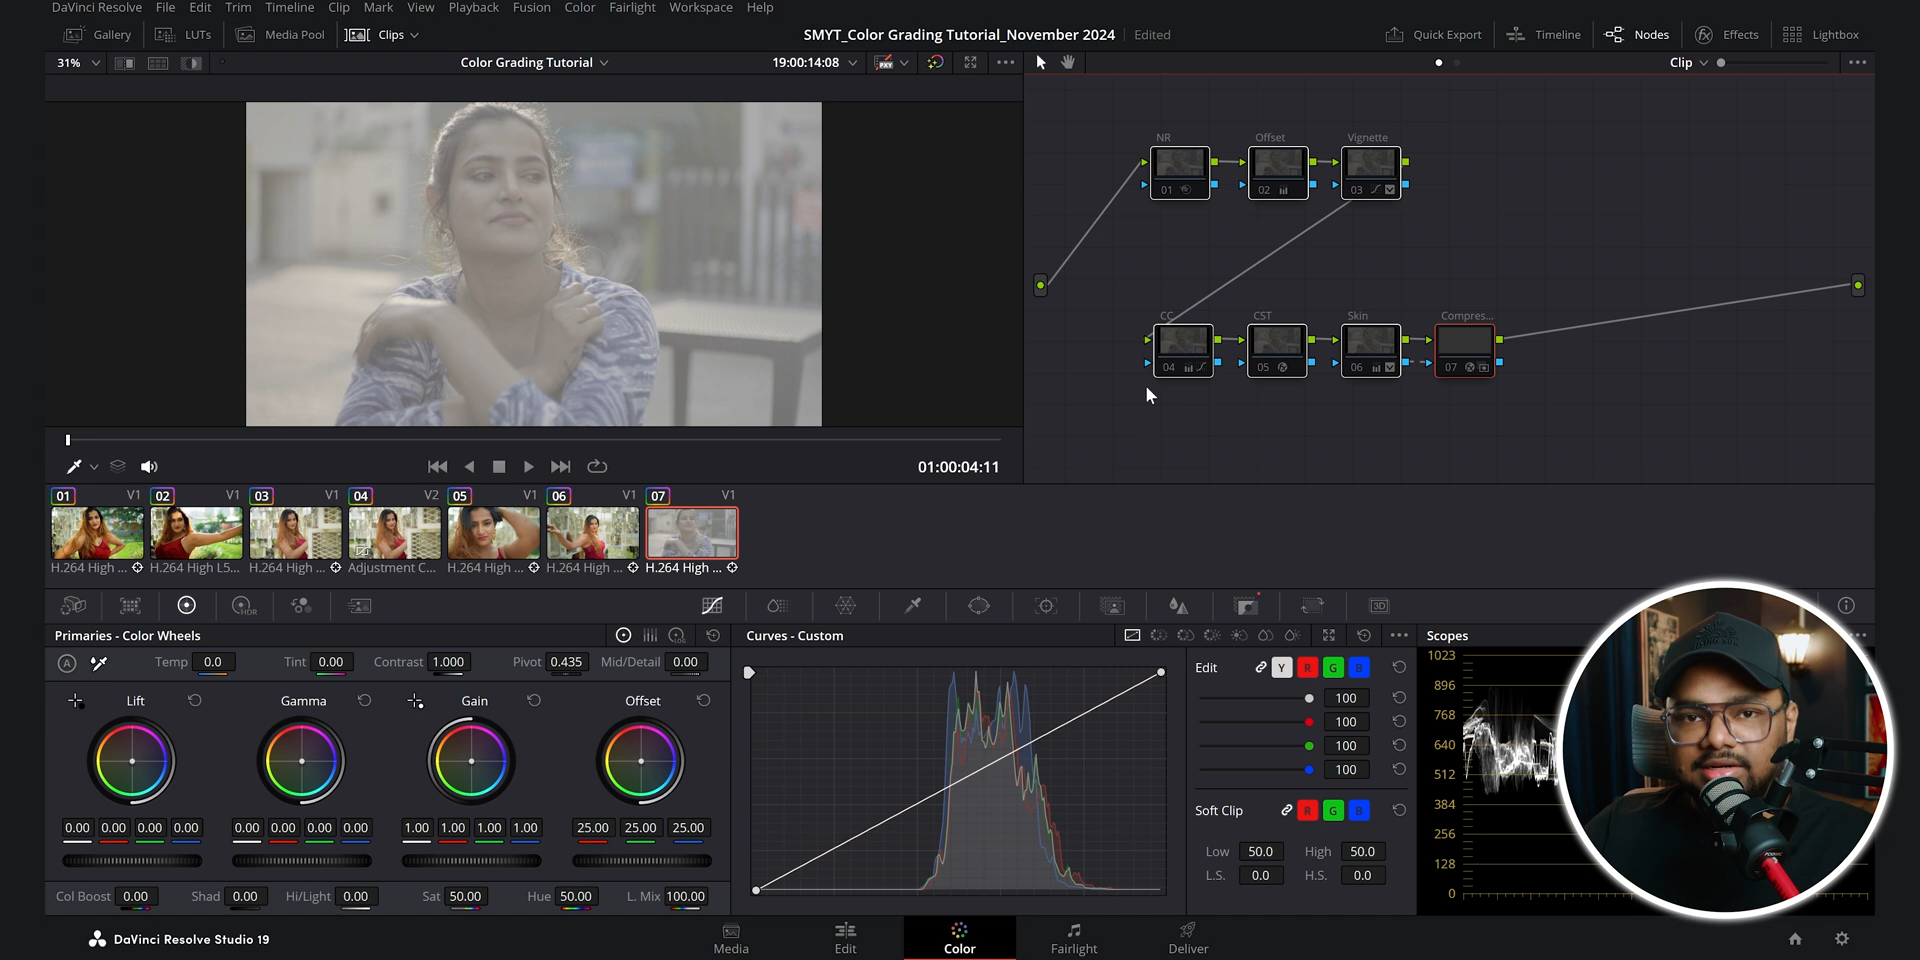 DaVinci Resolve File Edit Trim Timeline Clip Mark View Playback Fusion Color Fairlight Workspace Help
Gallery LUTs Media Pool Clips SMYT_Color Grading Tutorial_November 2024 Edited Quick Export Timeline Nodes Effects Lightbox
31% Color Grading Tutorial 19:00:14:08 Clip
NR Offset Vignette
01 02 03
CC CST Skin Compres...
04 05 06 07
01:00:04:11
01 V1 02 V1 03 V1 04 V2 05 V1 06 V1 07 V1
H.264 High ... H.264 High L5... H.264 High ... Adjustment C... H.264 High ... H.264 High ... H.264 High ...
HDR 3D
Primaries - Color Wheels Curves - Custom Scopes
LOG
A Temp 0.0 Tint 0.00 Contrast 1.000 Pivot 0.435 Mid/Detail 0.00
Lift Gamma Gain Offset
0.00 0.00 0.00 0.00 0.00 0.00 0.00 0.00 1.00 1.00 1.00 1.00 25.00 25.00 25.00
Col Boost 0.00 Shad 0.00 Hi/Light 0.00 Sat 50.00 Hue 50.00 L. Mix 100.00
Edit Y R G B
100
100
100
100
Soft Clip R G B
Low 50.0 High 50.0
L.S. 0.0 H.S. 0.0
1023
896
768
640
512
384
256
128
0
DaVinci Resolve Studio 19
Media Edit Color Fairlight Deliver